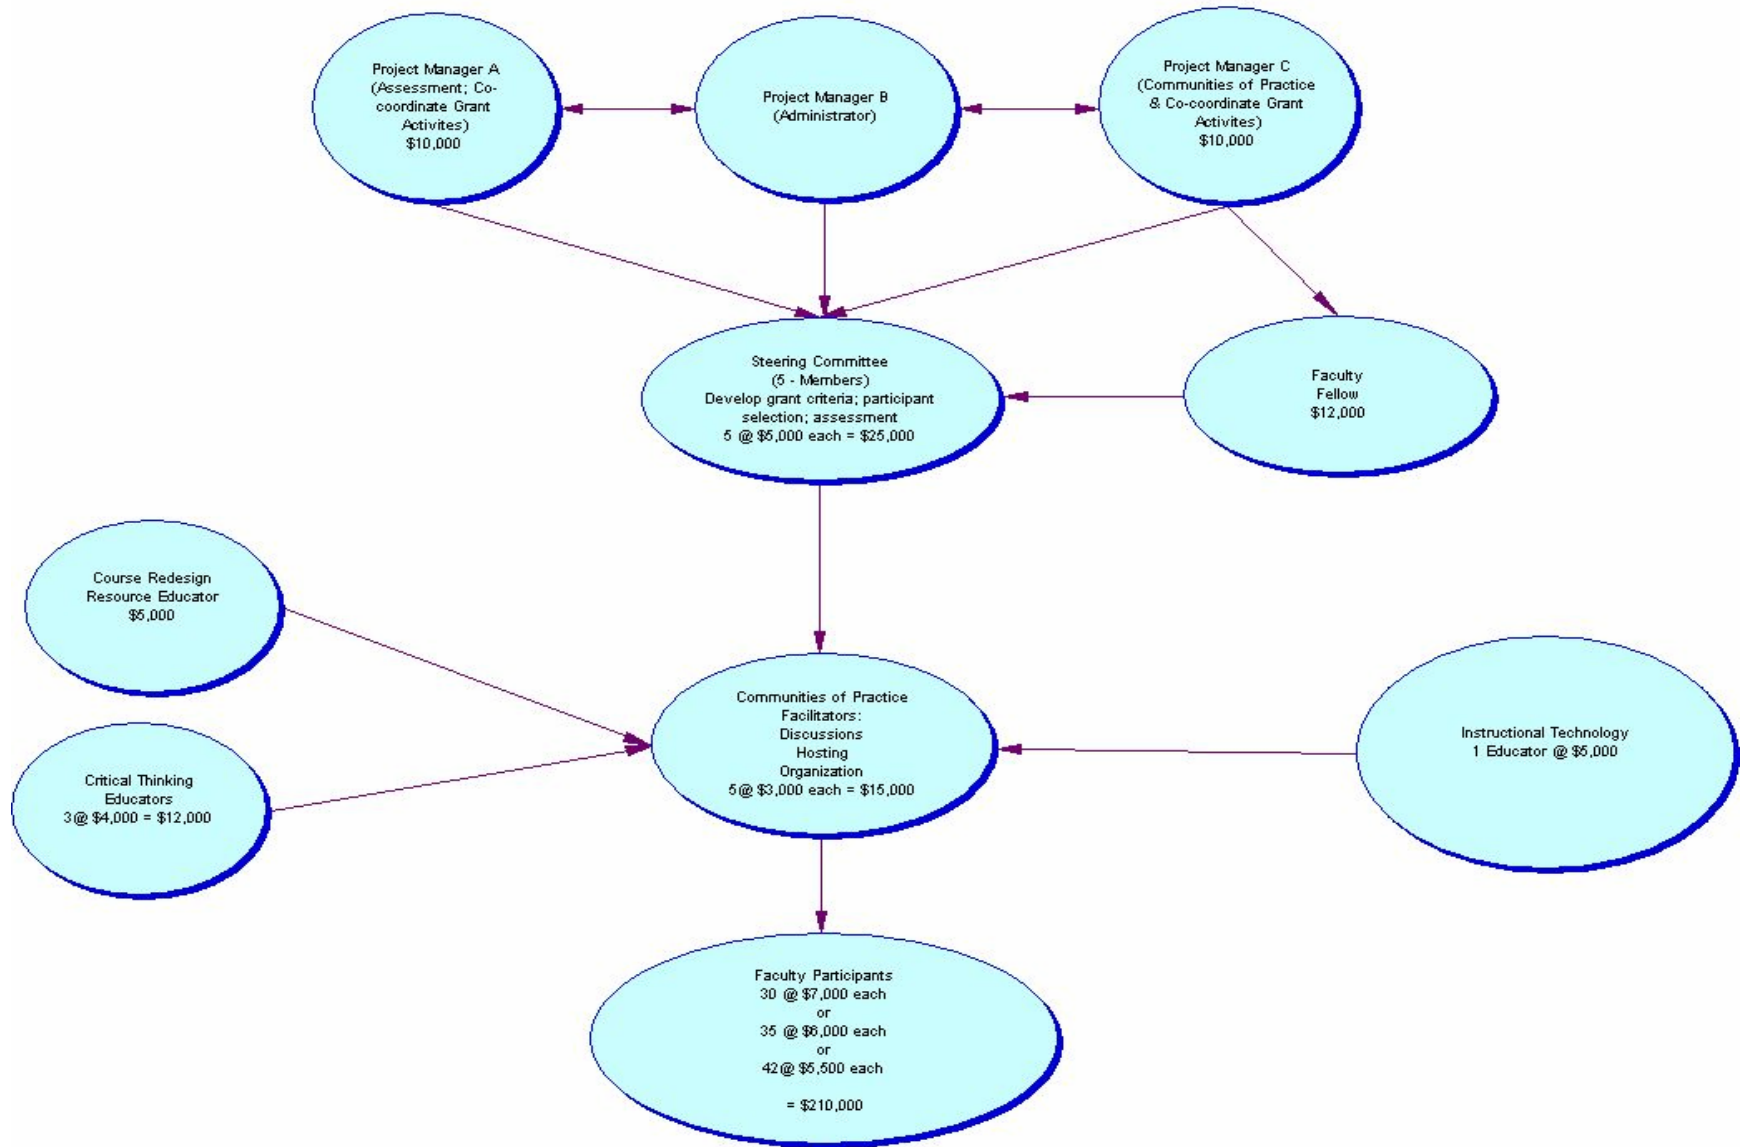 Project Manager A
(Assessment; Co-
coordinate Grant
Activites)
$10,000
Project Manager B
(Administrator)
Project Manager C
(Communities of Practice
& Co-coordinate Grant
Activites)
$10,000
Steering Committee
(5 - Members)
Develop grant criteria; participant
selection; assessment
5 @ $5,000 each = $25,000
Faculty
Fellow
$12,000
Course Redesign
Resource Educator
$5,000
Communities of Practice
Facilitators:
Discussions
Hosting
Organization
5@ $3,000 each = $15,000
Instructional Technology
1 Educator @ $5,000
Critical Thinking
Educators
3@ $4,000 = $12,000
Faculty Participants
30 @ $7,000 each
or
35 @ $6,000 each
or
42@ $5,500 each
= $210,000